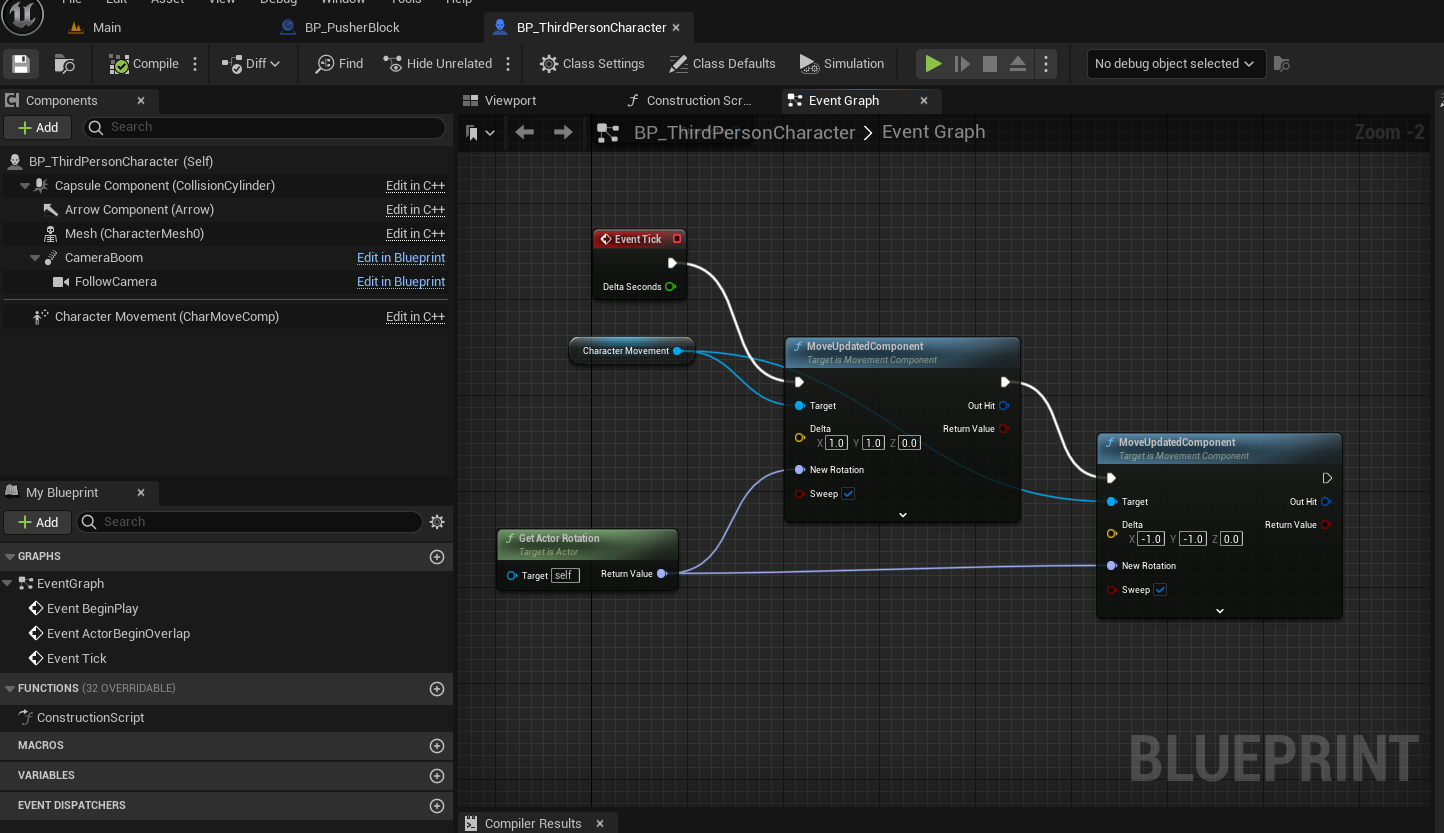 File Edit Asset View Debug Window Tools Help
Main
BP_PusherBlock
BP_ThirdPersonCharacter
Compile
Diff
Find
Hide Unrelated
Class Settings
Class Defaults
Simulation
No debug object selected
Components
Add
Search
BP_ThirdPersonCharacter (Self)
Capsule Component (CollisionCylinder) Edit in C++
Arrow Component (Arrow) Edit in C++
Mesh (CharacterMesh0) Edit in C++
CameraBoom Edit in Blueprint
FollowCamera Edit in Blueprint
Character Movement (CharMoveComp) Edit in C++
My Blueprint
Add
Search
GRAPHS
EventGraph
Event BeginPlay
Event ActorBeginOverlap
Event Tick
FUNCTIONS (32 OVERRIDABLE)
ConstructionScript
MACROS
VARIABLES
EVENT DISPATCHERS
Viewport
Construction Scr...
Event Graph
BP_ThirdPersonCharacter > Event Graph
Zoom -2
Event Tick
Delta Seconds
Character Movement
MoveUpdatedComponent
Target is Movement Component
Target
Out Hit
Delta
X 1.0 Y 1.0 Z 0.0
Return Value
New Rotation
Sweep
Get Actor Rotation
Target is Actor
Target self
Return Value
MoveUpdatedComponent
Target is Movement Component
Target
Out Hit
Delta
X -1.0 Y -1.0 Z 0.0
Return Value
New Rotation
Sweep
BLUEPRINT
Compiler Results